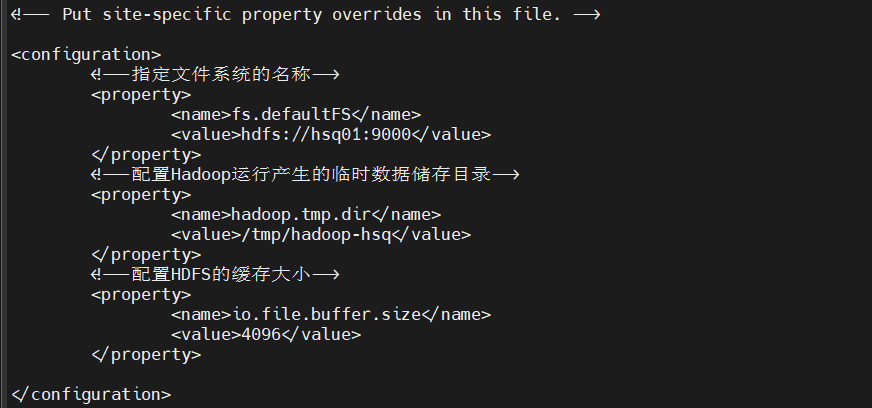 <!-- Put site-specific property overrides in this file. -->
<configuration>
<!--指定文件系统的名称-->
<property>
<name>fs.defaultFS</name>
<value>hdfs://hsq01:9000</value>
</property>
<!--配置Hadoop运行产生的临时数据储存目录-->
<property>
<name>hadoop.tmp.dir</name>
<value>/tmp/hadoop-hsq</value>
</property>
<!--配置HDFS的缓存大小-->
<property>
<name>io.file.buffer.size</name>
<value>4096</value>
</property>
</configuration>